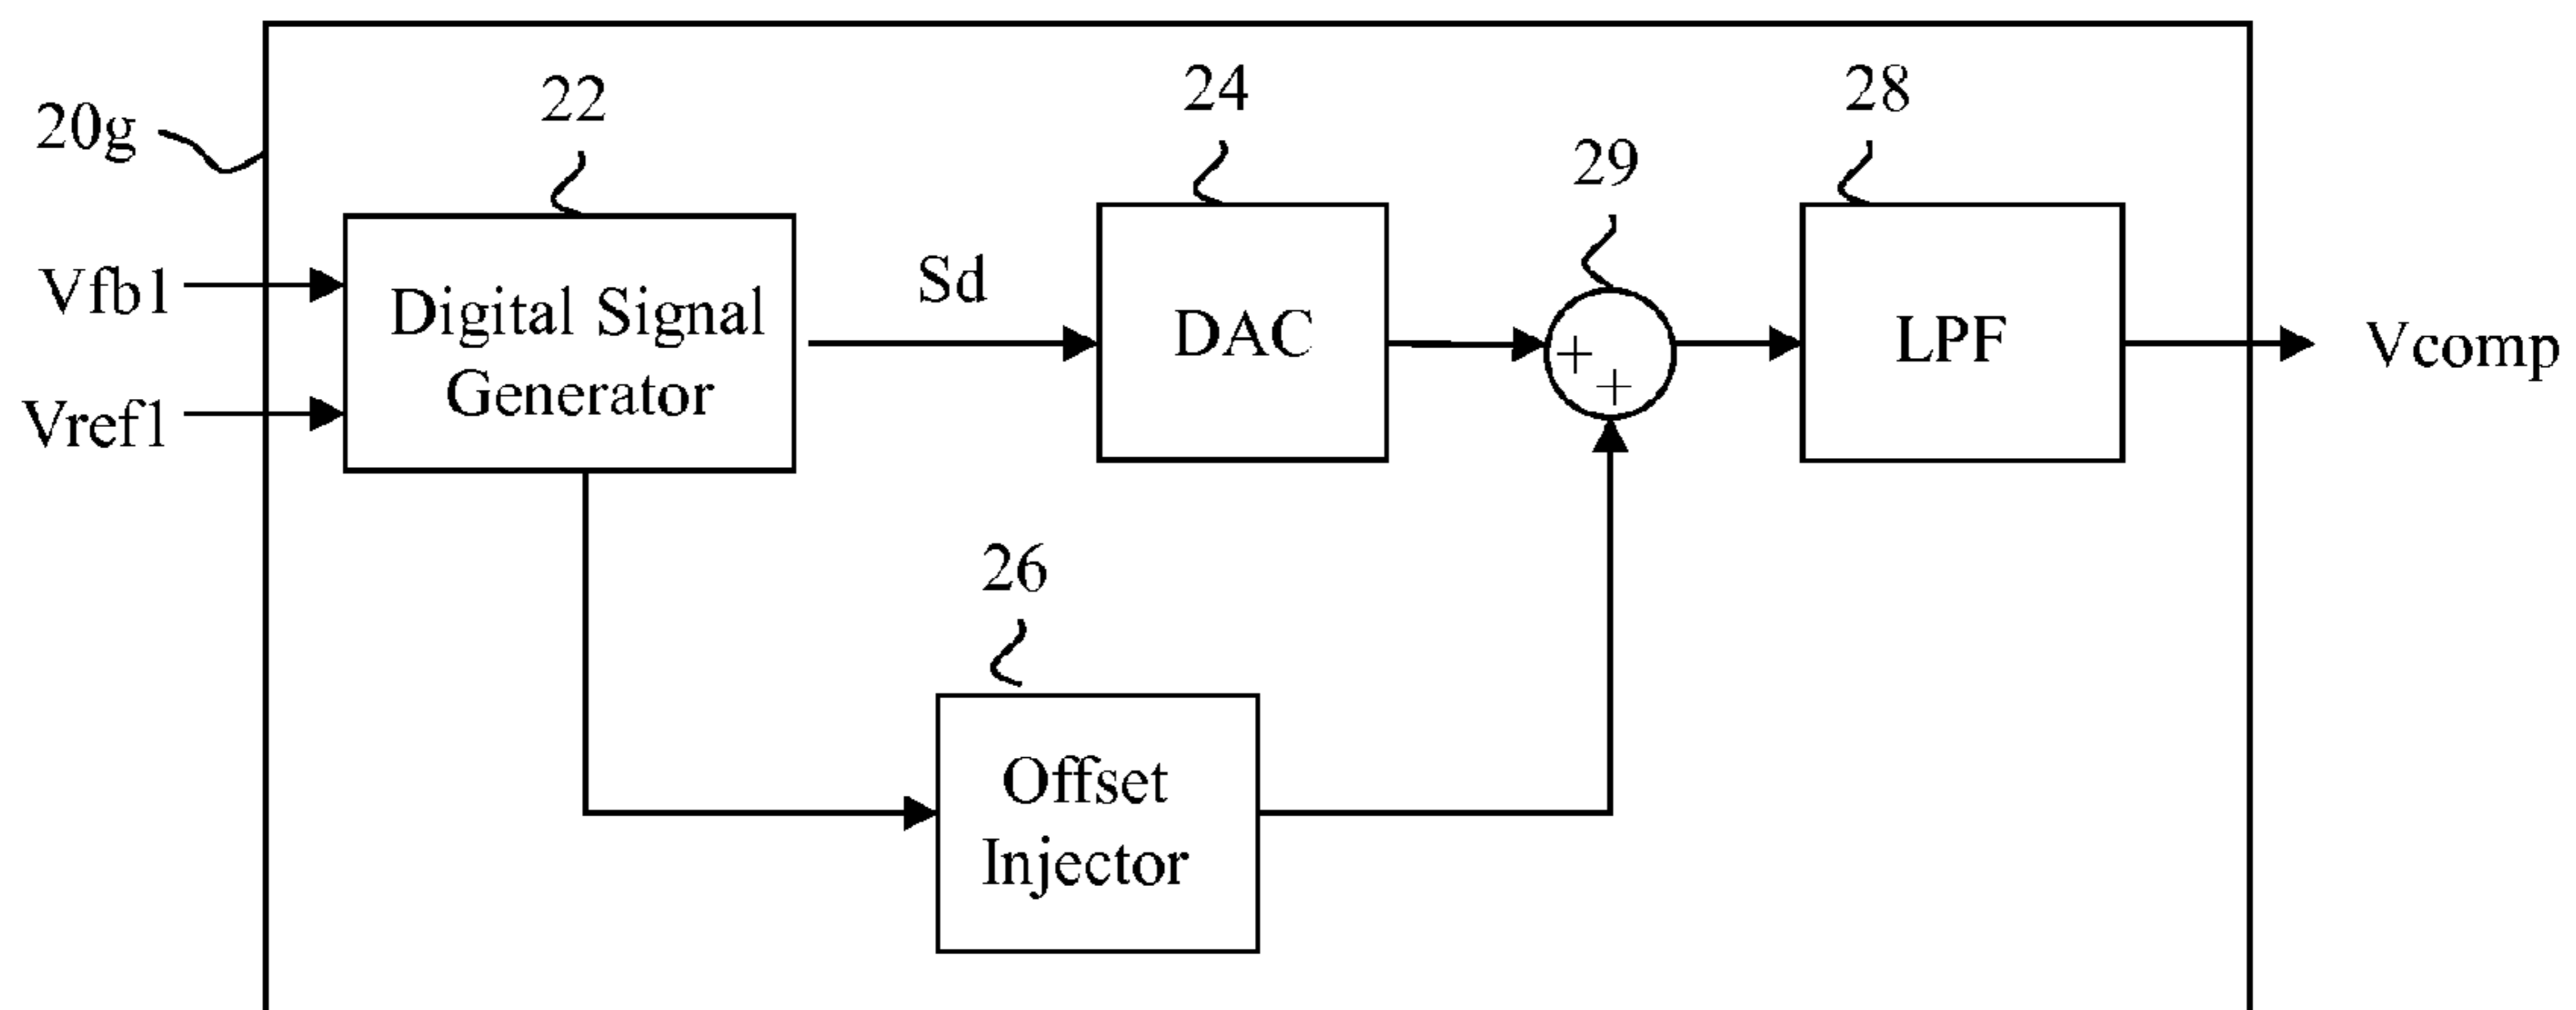 20g
22
24
29
28
Vfb1
Vref1
Digital Signal
Generator
Sd
DAC
+
+
LPF
Vcomp
26
Offset
Injector